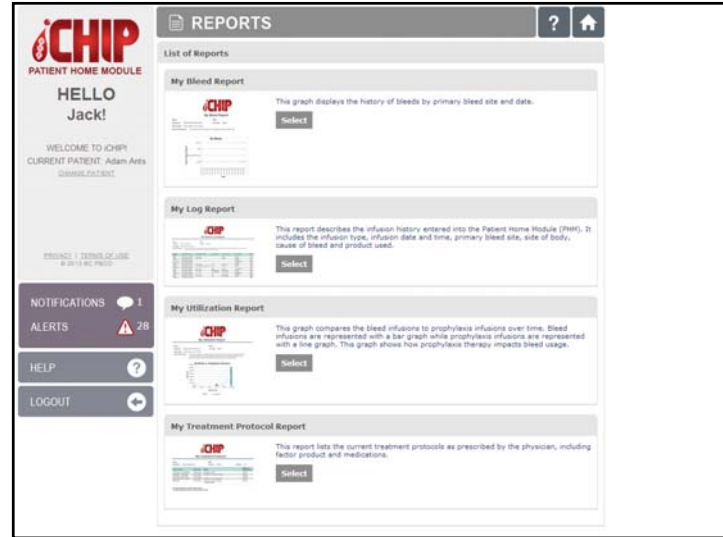 iCHIP
PATIENT HOME MODULE
HELLO
Jack!
WELCOME TO iCHIP!
CURRENT PATIENT: Adam Ants
CHANGE PATIENT
PRIVACY | TERMS OF USE
NOTIFICATIONS 1
ALERTS 28
HELP ?
LOGOUT
REPORTS ?
List of Reports
My Bleed Report
iCHIP
This graph displays the history of bleeds by primary bleed site and date.
Select
My Log Report
iCHIP
This report describes the infusion history entered into the Patient Home Module (PHM). It
includes the infusion type, infusion date and time, primary bleed site, side of body,
cause of bleed and product used.
Select
My Utilization Report
iCHIP
This graph compares the bleed infusions to prophylaxis infusions over time. Bleed
infusions are represented with a bar graph while prophylaxis infusions are represented
with a line graph. This graph shows how prophylaxis therapy impacts bleed usage.
Select
My Treatment Protocol Report
iCHIP
This report lists the current treatment protocols as prescribed by the physician, including
factor product and medications.
Select